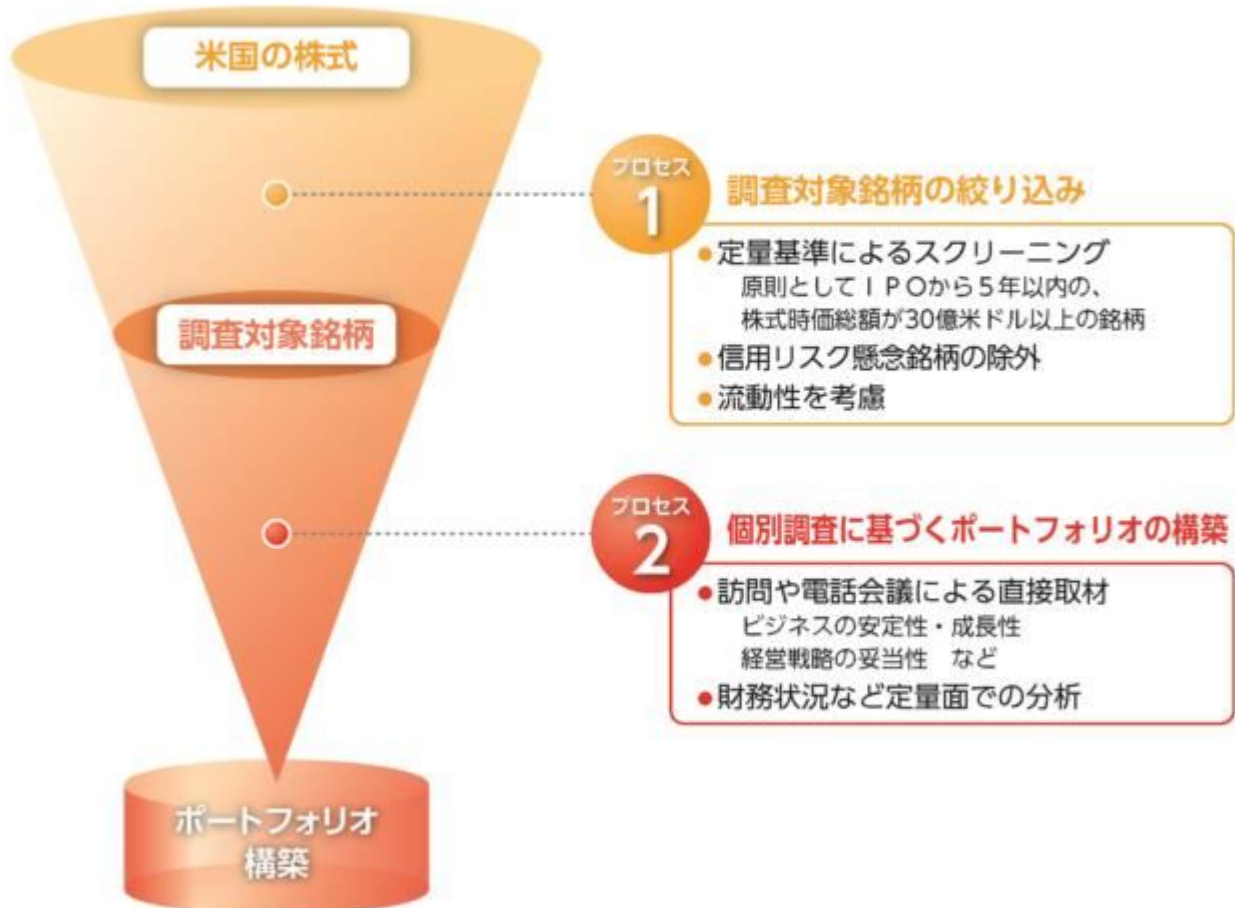 米国の株式
プロセス
1
調査対象銘柄の絞り込み
●定量基準によるスクリーニング
原則としてＩＰＯから５年以内の、
株式時価総額が30億米ドル以上の銘柄
●信用リスク懸念銘柄の除外
●流動性を考慮
調査対象銘柄
プロセス
2
個別調査に基づくポートフォリオの構築
●訪問や電話会議による直接取材
ビジネスの安定性・成長性
経営戦略の妥当性　など
●財務状況など定量面での分析
ポートフォリオ
構築